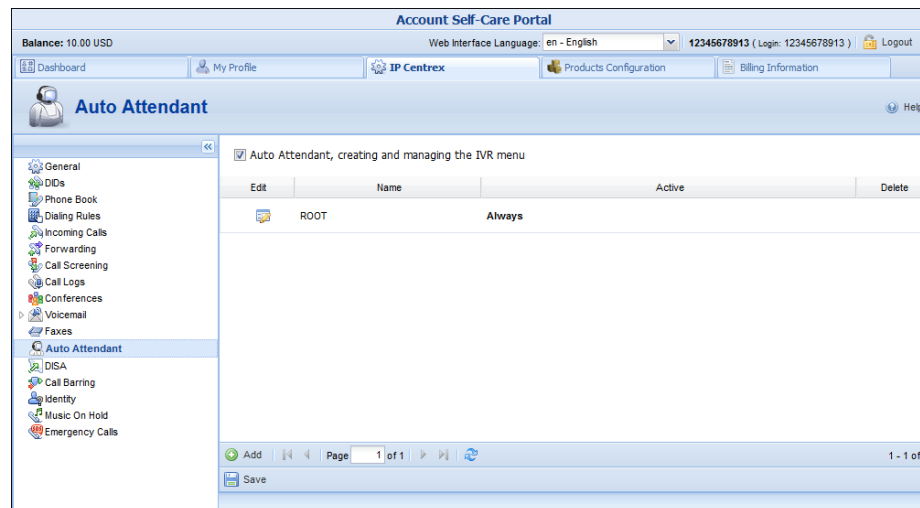 Account Self-Care Portal
Balance: 10.00 USD Web Interface Language: en - English 12345678913 ( Login: 12345678913 ) Logout
Dashboard My Profile IP Centrex Products Configuration Billing Information
Auto Attendant Help
General
DIDs
Phone Book
Dialing Rules
Incoming Calls
Forwarding
Call Screening
Call Logs
Conferences
Voicemail
Faxes
Auto Attendant
DISA
Call Barring
Identity
Music On Hold
Emergency Calls
Auto Attendant, creating and managing the IVR menu
Edit Name Active Delete
ROOT Always
Add Page 1 of 1 1 - 1 of
Save